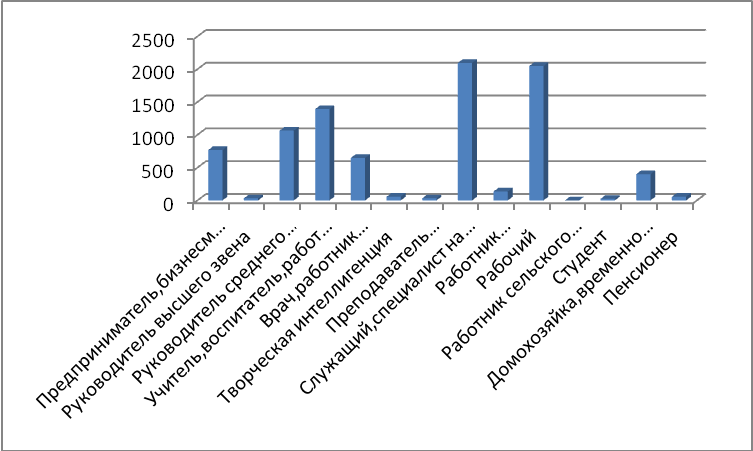 2500
2000
1500
1000
500
0
Предприниматель,бизнесм…
Руководитель высшего звена
Руководитель среднего…
Учитель,воспитатель,работ…
Врач,работник…
Творческая интеллигенция
Преподаватель…
Служащий,специалист на…
Работник…
Рабочий
Работник сельского…
Студент
Домохозяйка,временно…
Пенсионер